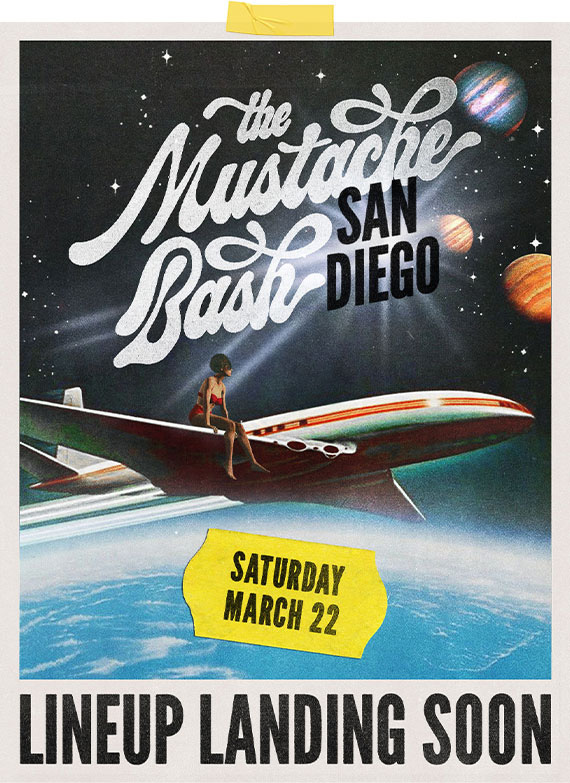 the
Mustache
Bash
SAN
DIEGO
SATURDAY
MARCH 22
LINEUP LANDING SOON